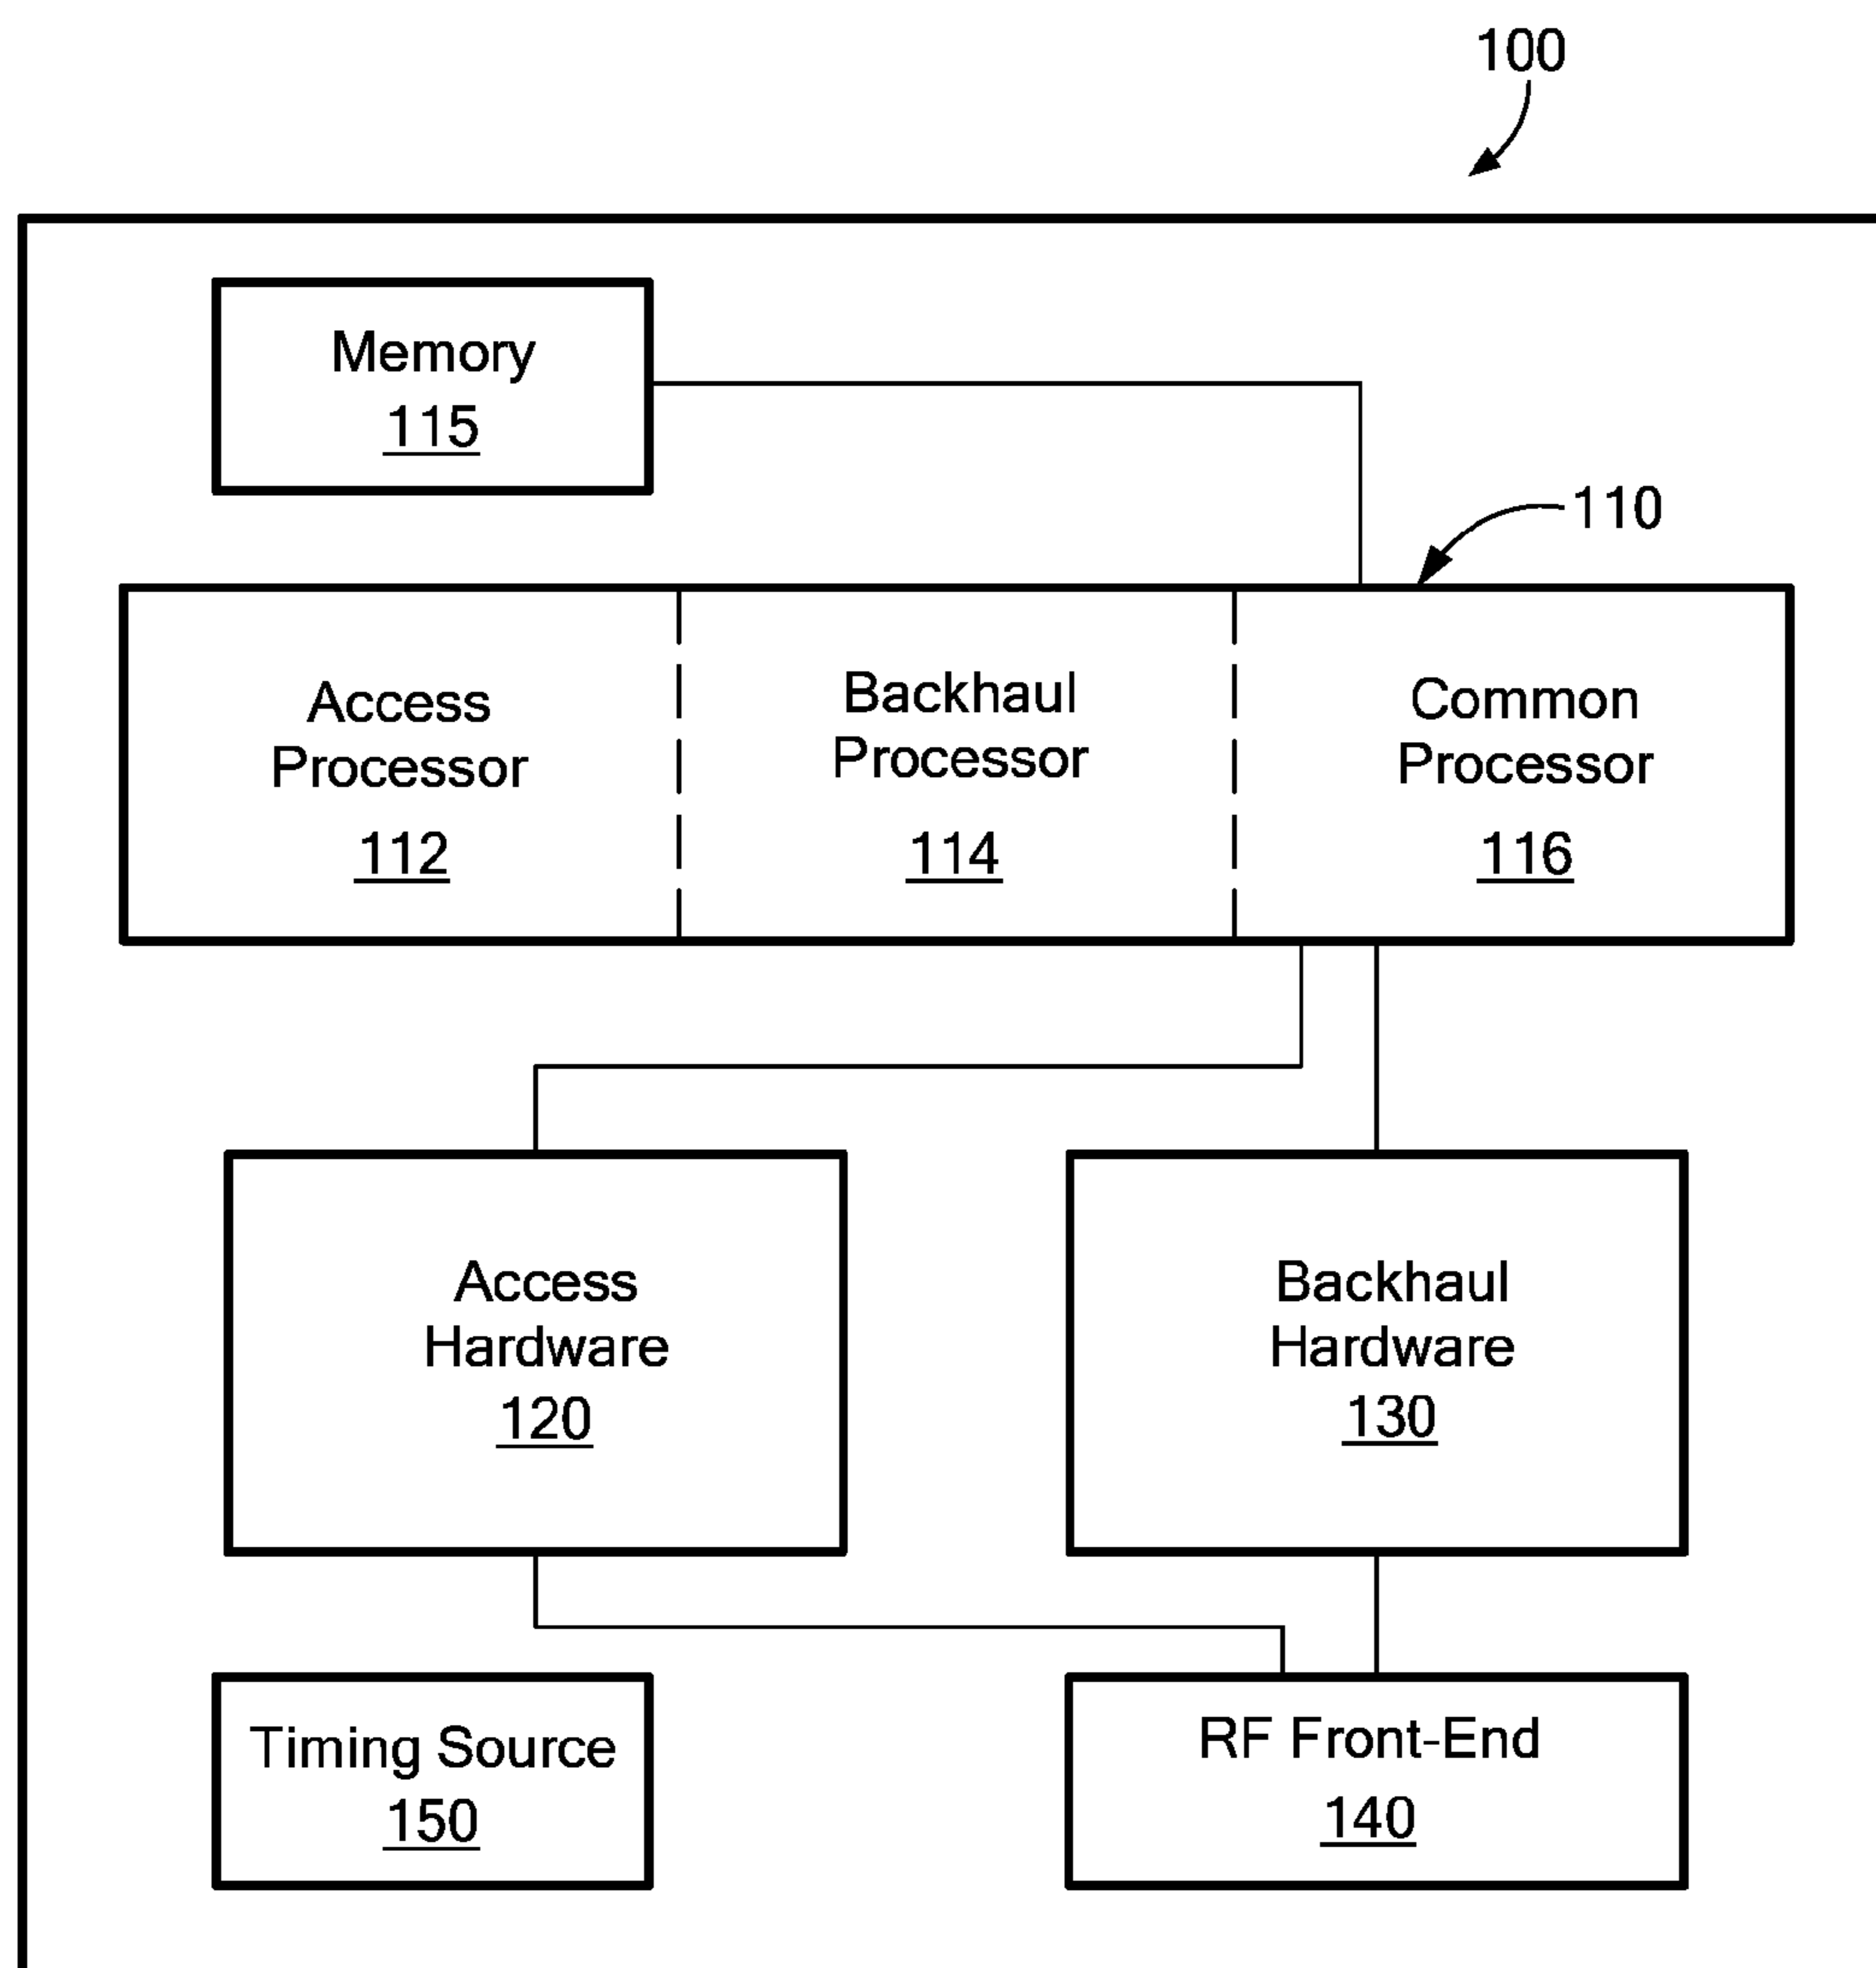 100
Memory
115
110
Access
Processor
112
Backhaul
Processor
114
Common
Processor
116
Access
Hardware
120
Backhaul
Hardware
130
Timing Source
150
RF Front-End
140